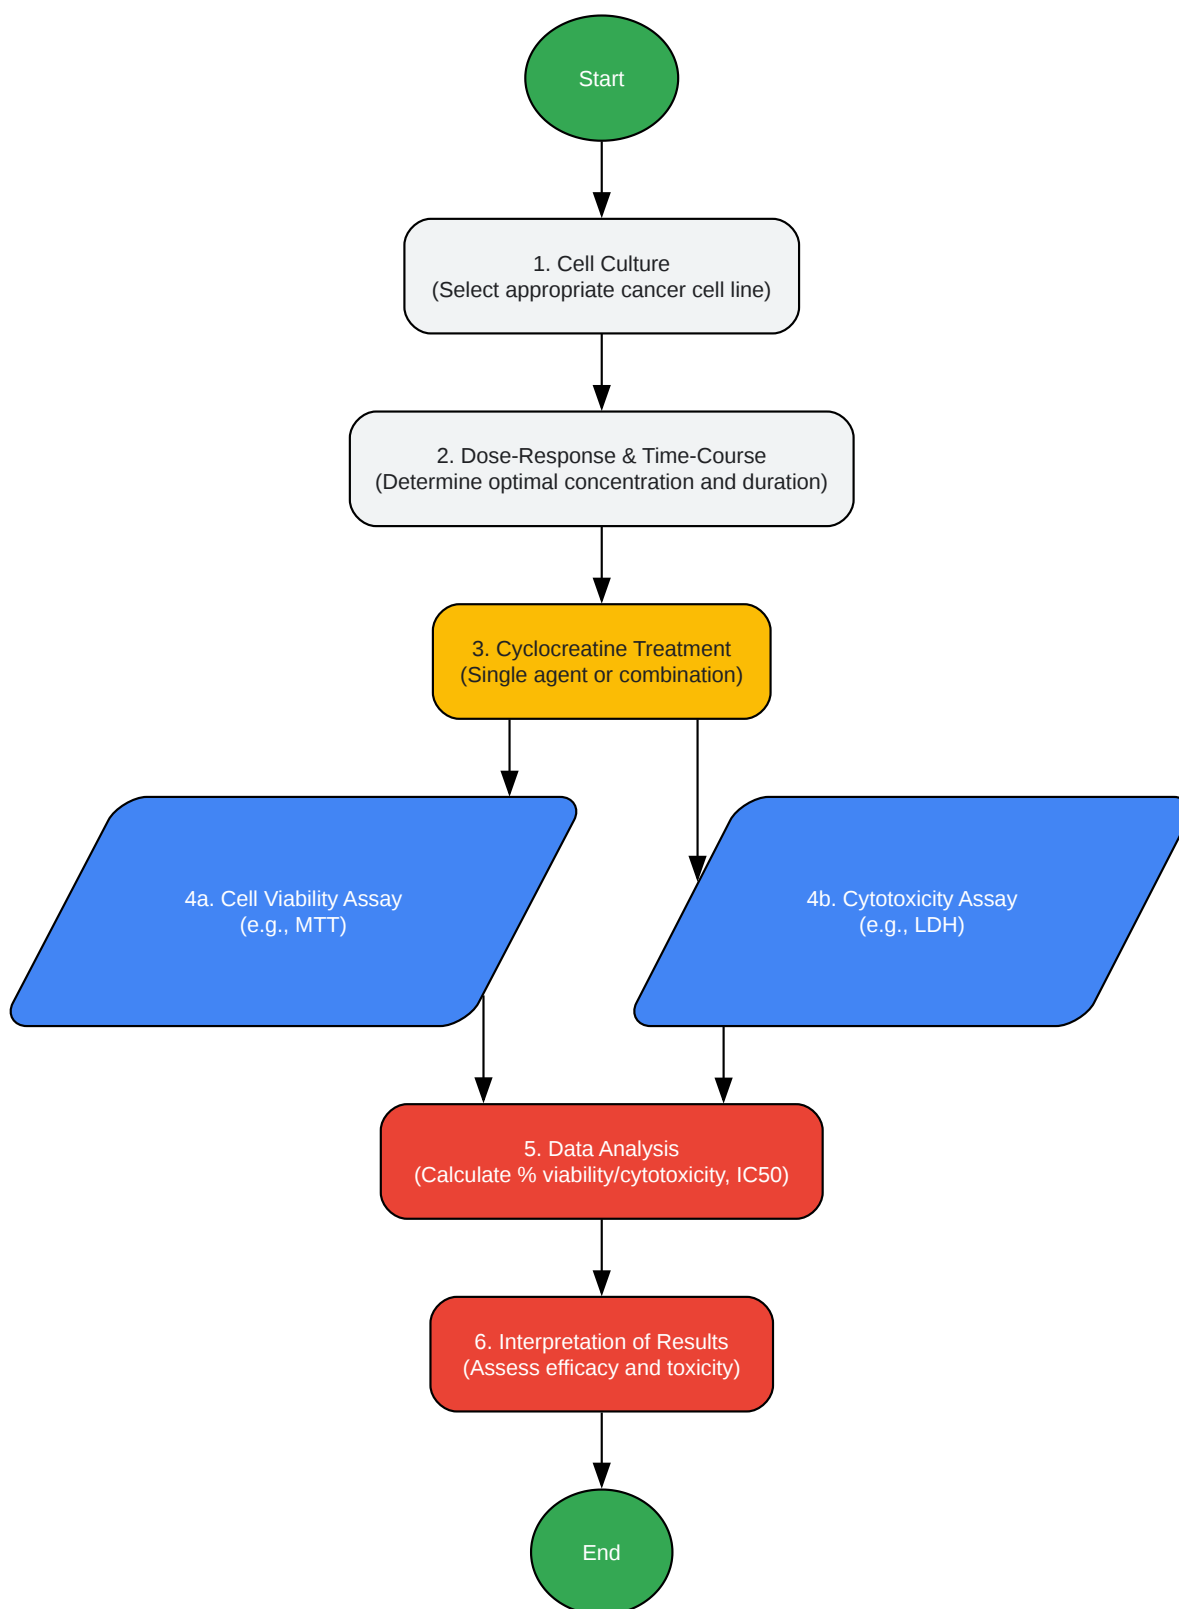 Start
1. Cell Culture
(Select appropriate cancer cell line)
2. Dose-Response & Time-Course
(Determine optimal concentration and duration)
3. Cyclocreatine Treatment
(Single agent or combination)
4a. Cell Viability Assay
(e.g., MTT)
4b. Cytotoxicity Assay
(e.g., LDH)
5. Data Analysis
(Calculate % viability/cytotoxicity, IC50)
6. Interpretation of Results
(Assess efficacy and toxicity)
End